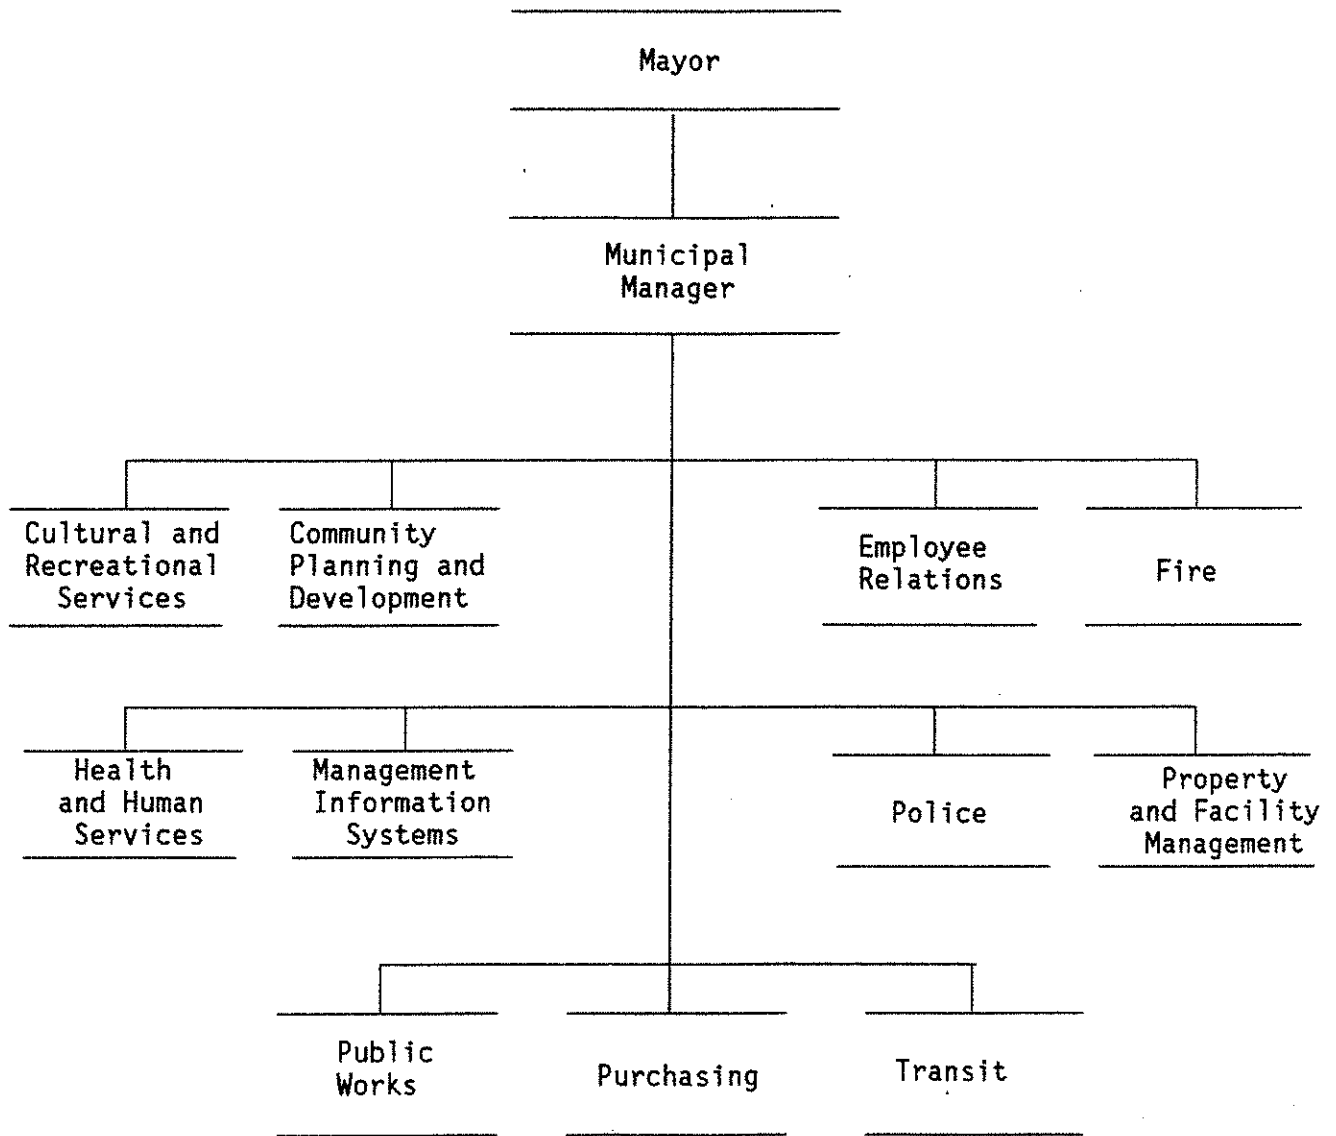 Mayor
Municipal
Manager
Cultural and
Recreational
Services
Community
Planning and
Development
Employee
Relations
Fire
Health
and Human
Services
Management
Information
Systems
Police
Property
and Facility
Management
Public
Works
Purchasing
Transit